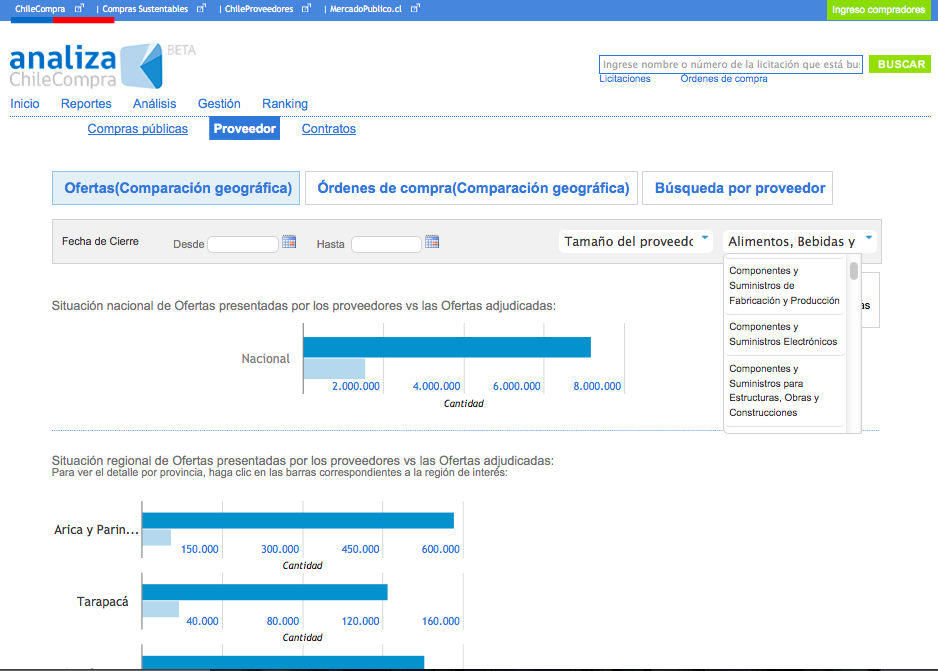 ChileCompra | Compras Sustentables | ChileProveedores | MercadoPublico.cl
Ingreso compradores
analiza
ChileCompra
BETA
Ingrese nombre o número de la licitación que está bu:
BUSCAR
Licitaciones Órdenes de compra
Inicio Reportes Análisis Gestión Ranking
Compras públicas Proveedor Contratos
Ofertas(Comparación geográfica) Órdenes de compra(Comparación geográfica) Búsqueda por proveedor
Fecha de Cierre Desde Hasta Tamaño del proveedo Alimentos, Bebidas y
Componentes y
Suministros de
Fabricación y Producción
Componentes y
Suministros Electrónicos
Componentes y
Suministros para
Estructuras, Obras y
Construcciones
as
Situación nacional de Ofertas presentadas por los proveedores vs las Ofertas adjudicadas:
Nacional
2.000.000 4.000.000 6.000.000 8.000.000
Cantidad
Situación regional de Ofertas presentadas por los proveedores vs las Ofertas adjudicadas:
Para ver el detalle por provincia, haga clic en las barras correspondientes a la región de interés:
Arica y Parin...
150.000 300.000 450.000 600.000
Cantidad
Tarapacá
40.000 80.000 120.000 160.000
Cantidad